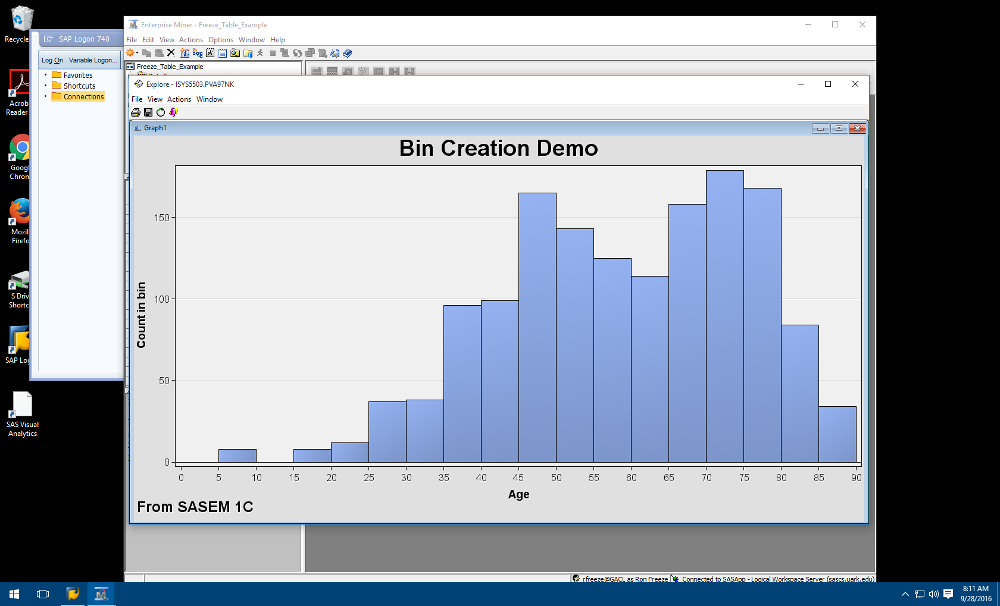 Recycle
Acrob
Reader
Googl
Chrom
Mozil
Firefo
S Driv
Shortc
SAP Log
SAS Visual
Analytics
SAP Logon 740
Log On Variable Logon...
Favorites
Shortcuts
Connections
Enterprise Miner - Freeze_Table_Example
File Edit View Actions Options Window Help
Freeze_Table_Example
Explore - ISYS5503.PVA97NK
File View Actions Window
Graph1
Bin Creation Demo
Count in bin
150
100
50
0
0 5 10 15 20 25 30 35 40 45 50 55 60 65 70 75 80 85 90
Age
From SASEM 1C
rfreeze@GACL as Ron Freeze Connected to SASApp - Logical Workspace Server (sascs.uark.edu)
8:11 AM
9/28/2016